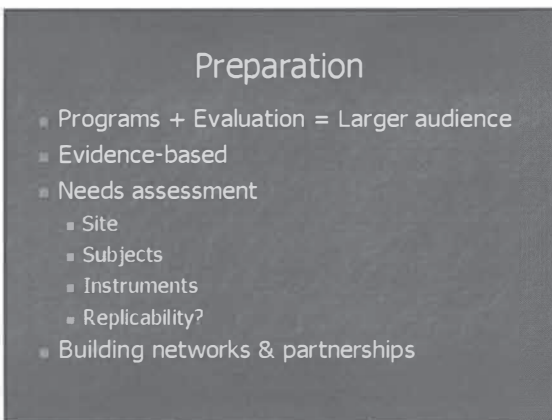 Preparation
Programs + Evaluation = Larger audience
Evidence-based
Needs assessment
Site
Subjects
Instruments
Replicability?
Building networks & partnerships